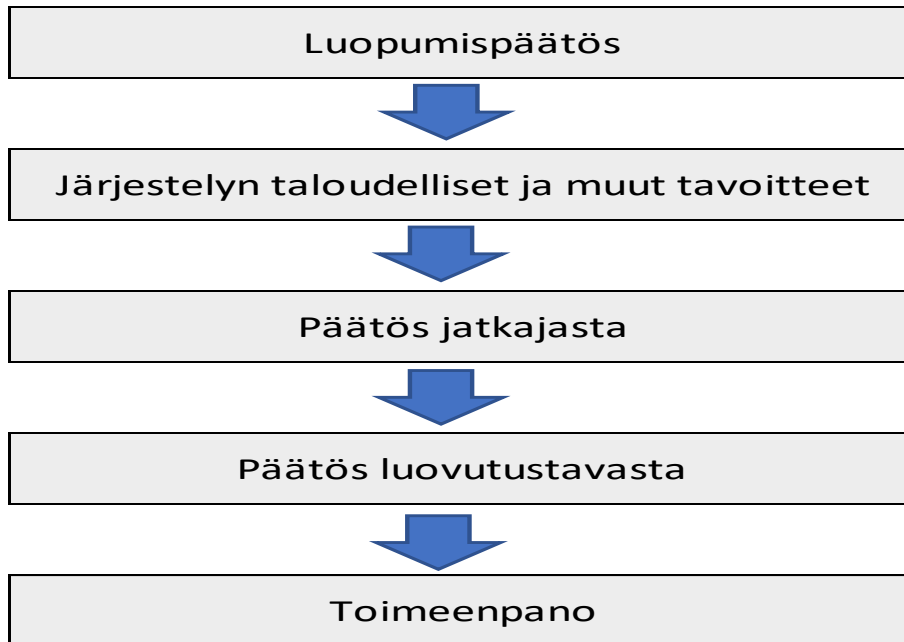 Luopumispäätös
Järjestelyn taloudelliset ja muut tavoitteet
Päätös jatkajasta
Päätös luovutustavasta
Toimeenpano